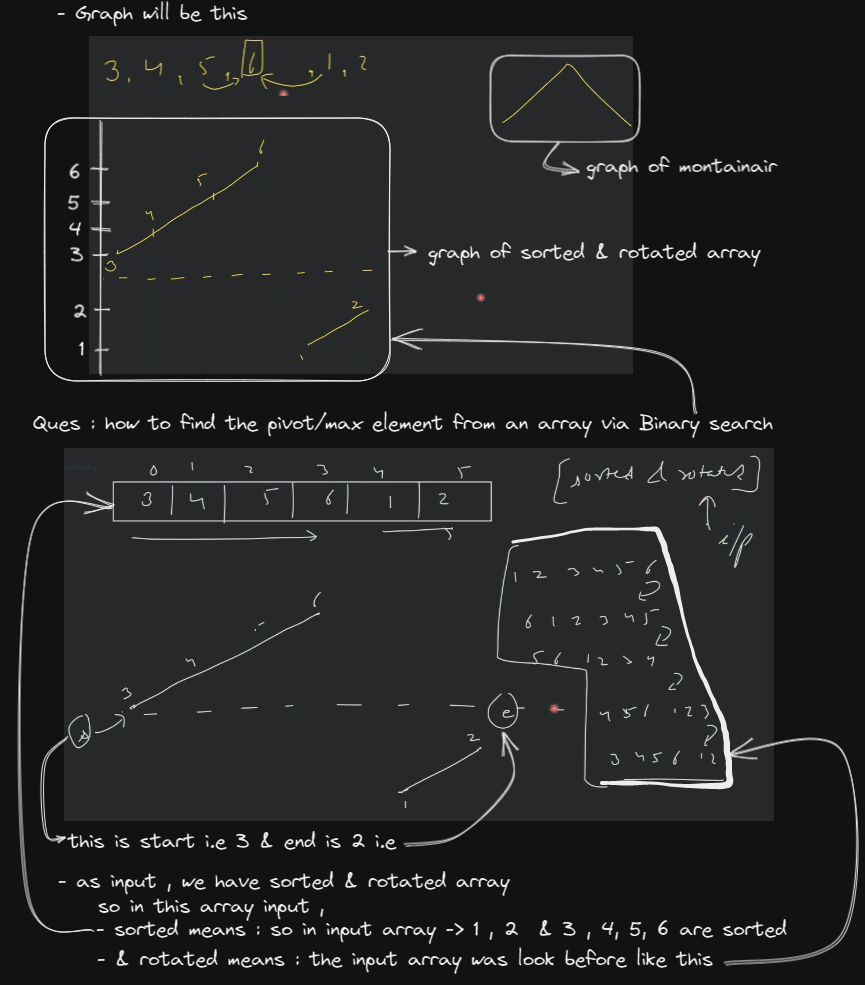 - Graph will be this
3, 4, 5, 6, 1, 2
graph of montainair
6
5
4
3
2
1
3
4
5
6
2
1
graph of sorted & rotated array
Ques : how to find the pivot/max element from an array via Binary search
0 1 2 3 4 5
3 4 5 6 1 2
[sorted & rotated]
i/p
1 2 3 4 5 6
6 1 2 3 4 5
5 6 1 2 3 4
4 5 6 1 2 3
3 4 5 6 1 2
3
4
6
s
e
2
1
this is start i.e 3 & end is 2 i.e
- as input , we have sorted & rotated array
so in this array input ,
- sorted means : so in input array -> 1 , 2 & 3 , 4, 5, 6 are sorted
- & rotated means : the input array was look before like this